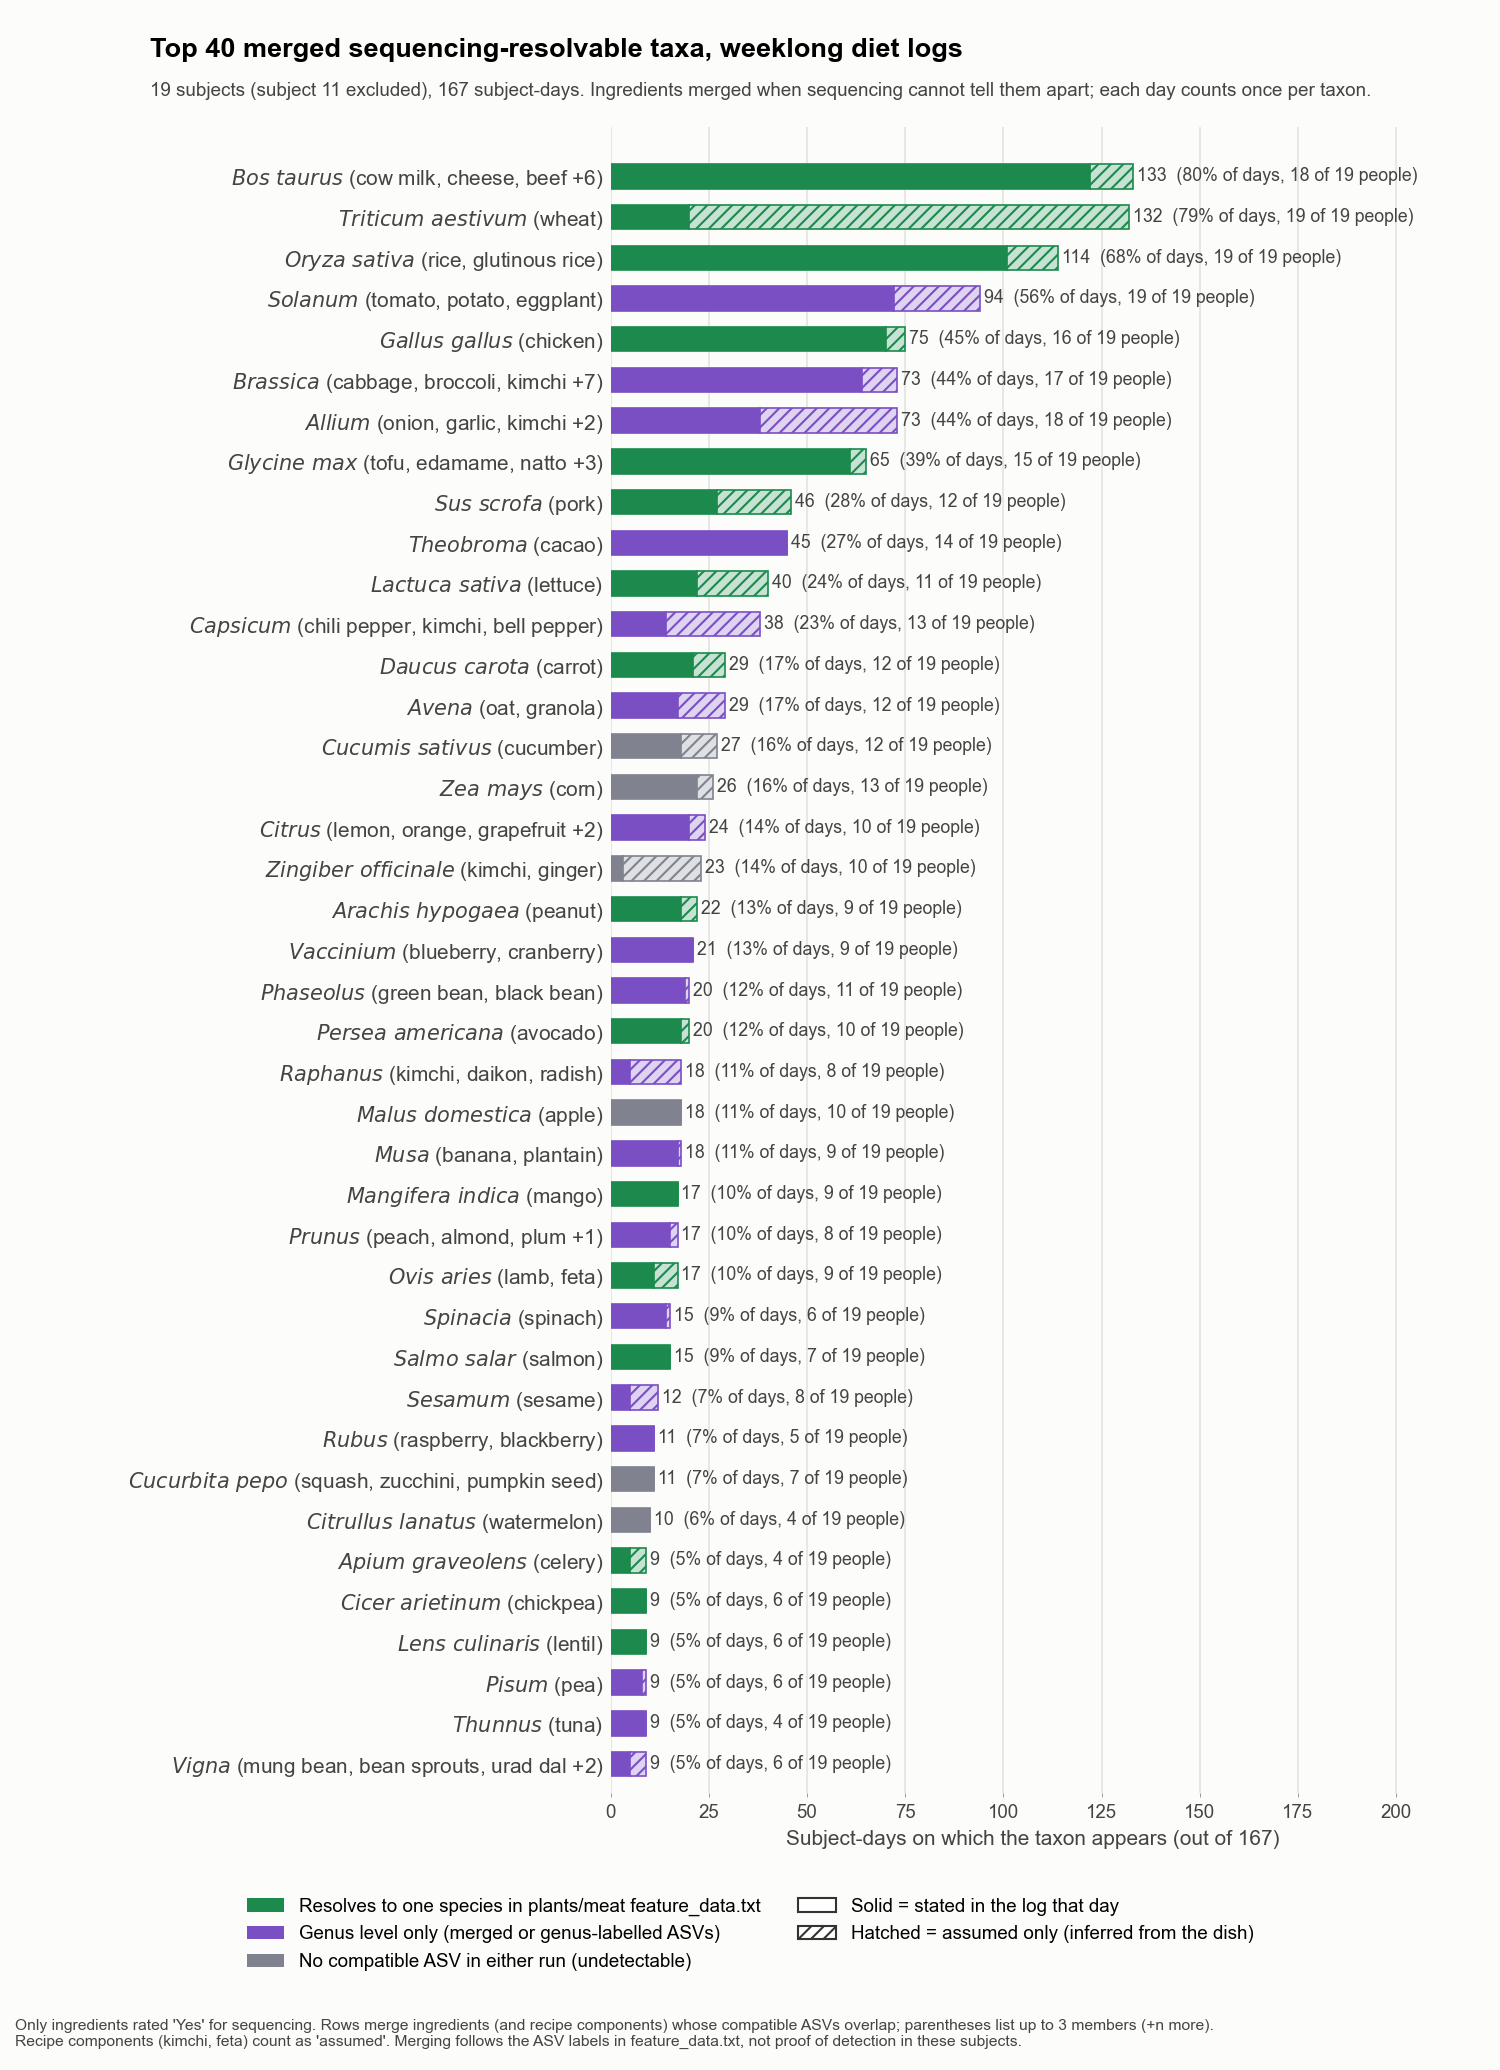 Top 40 merged sequencing-resolvable taxa, weeklong diet logs
19 subjects (subject 11 excluded), 167 subject-days. Ingredients merged when sequencing cannot tell them apart; each day counts once per taxon.
Bos taurus (cow milk, cheese, beef +6) 133 (80% of days, 18 of 19 people)
Triticum aestivum (wheat) 132 (79% of days, 19 of 19 people)
Oryza sativa (rice, glutinous rice) 114 (68% of days, 19 of 19 people)
Solanum (tomato, potato, eggplant) 94 (56% of days, 19 of 19 people)
Gallus gallus (chicken) 75 (45% of days, 16 of 19 people)
Brassica (cabbage, broccoli, kimchi +7) 73 (44% of days, 17 of 19 people)
Allium (onion, garlic, kimchi +2) 73 (44% of days, 18 of 19 people)
Glycine max (tofu, edamame, natto +3) 65 (39% of days, 15 of 19 people)
Sus scrofa (pork) 46 (28% of days, 12 of 19 people)
Theobroma (cacao) 45 (27% of days, 14 of 19 people)
Lactuca sativa (lettuce) 40 (24% of days, 11 of 19 people)
Capsicum (chili pepper, kimchi, bell pepper) 38 (23% of days, 13 of 19 people)
Daucus carota (carrot) 29 (17% of days, 12 of 19 people)
Avena (oat, granola) 29 (17% of days, 12 of 19 people)
Cucumis sativus (cucumber) 27 (16% of days, 12 of 19 people)
Zea mays (corn) 26 (16% of days, 13 of 19 people)
Citrus (lemon, orange, grapefruit +2) 24 (14% of days, 10 of 19 people)
Zingiber officinale (kimchi, ginger) 23 (14% of days, 10 of 19 people)
Arachis hypogaea (peanut) 22 (13% of days, 9 of 19 people)
Vaccinium (blueberry, cranberry) 21 (13% of days, 9 of 19 people)
Phaseolus (green bean, black bean) 20 (12% of days, 11 of 19 people)
Persea americana (avocado) 20 (12% of days, 10 of 19 people)
Raphanus (kimchi, daikon, radish) 18 (11% of days, 8 of 19 people)
Malus domestica (apple) 18 (11% of days, 10 of 19 people)
Musa (banana, plantain) 18 (11% of days, 9 of 19 people)
Mangifera indica (mango) 17 (10% of days, 9 of 19 people)
Prunus (peach, almond, plum +1) 17 (10% of days, 8 of 19 people)
Ovis aries (lamb, feta) 17 (10% of days, 9 of 19 people)
Spinacia (spinach) 15 (9% of days, 6 of 19 people)
Salmo salar (salmon) 15 (9% of days, 7 of 19 people)
Sesamum (sesame) 12 (7% of days, 8 of 19 people)
Rubus (raspberry, blackberry) 11 (7% of days, 5 of 19 people)
Cucurbita pepo (squash, zucchini, pumpkin seed) 11 (7% of days, 7 of 19 people)
Citrullus lanatus (watermelon) 10 (6% of days, 4 of 19 people)
Apium graveolens (celery) 9 (5% of days, 4 of 19 people)
Cicer arietinum (chickpea) 9 (5% of days, 6 of 19 people)
Lens culinaris (lentil) 9 (5% of days, 6 of 19 people)
Pisum (pea) 9 (5% of days, 6 of 19 people)
Thunnus (tuna) 9 (5% of days, 4 of 19 people)
Vigna (mung bean, bean sprouts, urad dal +2) 9 (5% of days, 6 of 19 people)
0 25 50 75 100 125 150 175 200
Subject-days on which the taxon appears (out of 167)
Resolves to one species in plants/meat feature_data.txt
Genus level only (merged or genus-labelled ASVs)
No compatible ASV in either run (undetectable)
Solid = stated in the log that day
Hatched = assumed only (inferred from the dish)
Only ingredients rated 'Yes' for sequencing. Rows merge ingredients (and recipe components) whose compatible ASVs overlap; parentheses list up to 3 members (+n more).
Recipe components (kimchi, feta) count as 'assumed'. Merging follows the ASV labels in feature_data.txt, not proof of detection in these subjects.